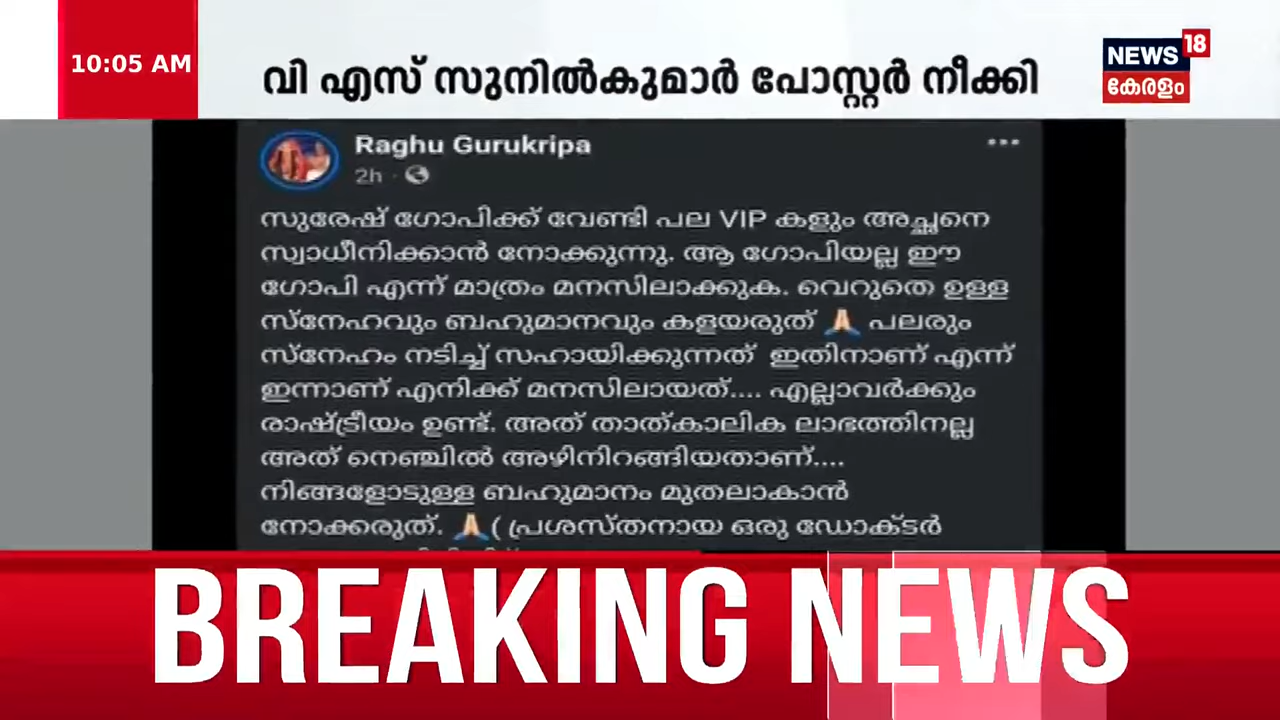 10:05 AM
വി എസ് സുനിൽകുമാർ പോസ്റ്റർ നീക്കി
NEWS 18
കേരളം
Raghu Gurukripa
2h
സുരേഷ് ഗോപിക്ക് വേണ്ടി പല VIP കളും അച്ഛനെ
സ്വാധീനിക്കാൻ നോക്കുന്നു. ആ ഗോപിയല്ല ഈ
ഗോപി എന്ന് മാത്രം മനസിലാക്കുക. വെറുതെ ഉള്ള
സ്നേഹവും ബഹുമാനവും കളയരുത് 🙏 പലരും
സ്നേഹം നടിച്ച് സഹായിക്കുന്നത് ഇതിനാണ് എന്ന്
ഇന്നാണ് എനിക്ക് മനസിലായത്.... എല്ലാവർക്കും
രാഷ്ട്രീയം ഉണ്ട്. അത് താത്കാലിക ലാഭത്തിനല്ല
അത് നെഞ്ചിൽ അഴിനിറങ്ങിയതാണ്....
നിങ്ങളോടുള്ള ബഹുമാനം മുതലാകാൻ
നോക്കരുത്. 🙏( പ്രശസ്തനായ ഒരു ഡോക്ടർ
BREAKING NEWS